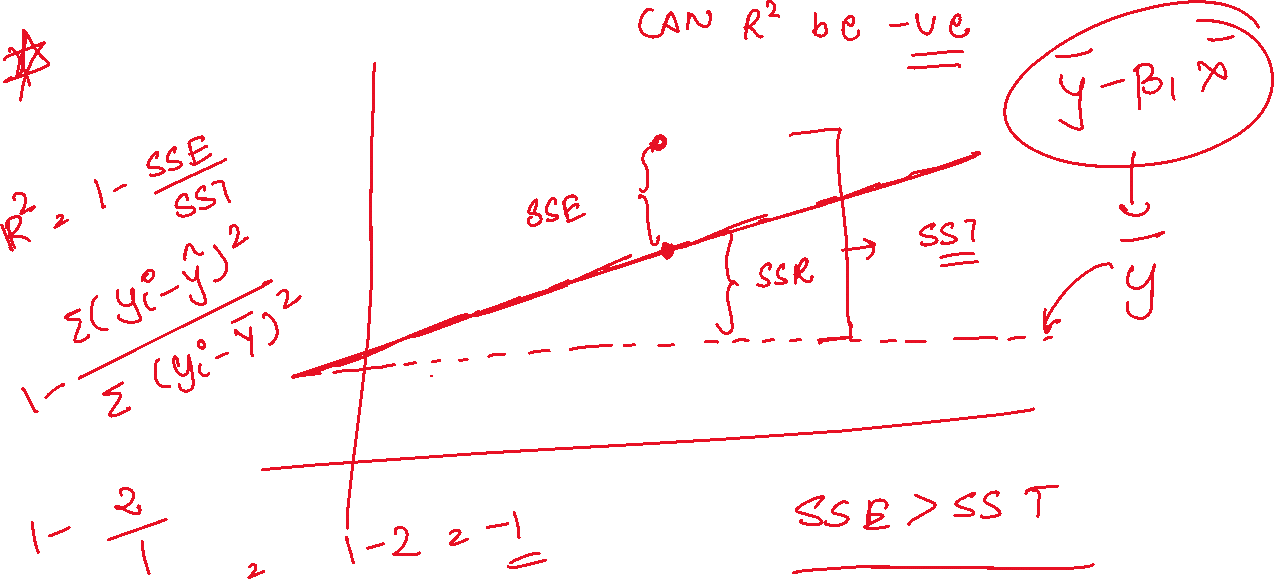 CAN R² be -ve
ȳ - β₁ x̄
R² = 1 - SSE/SST
1 - Σ(yi - ŷ)² / Σ(yi - ȳ)²
SSE
SSR
SST
ȳ
1 - 2/1 = 1-2 = -1
SSE > SST